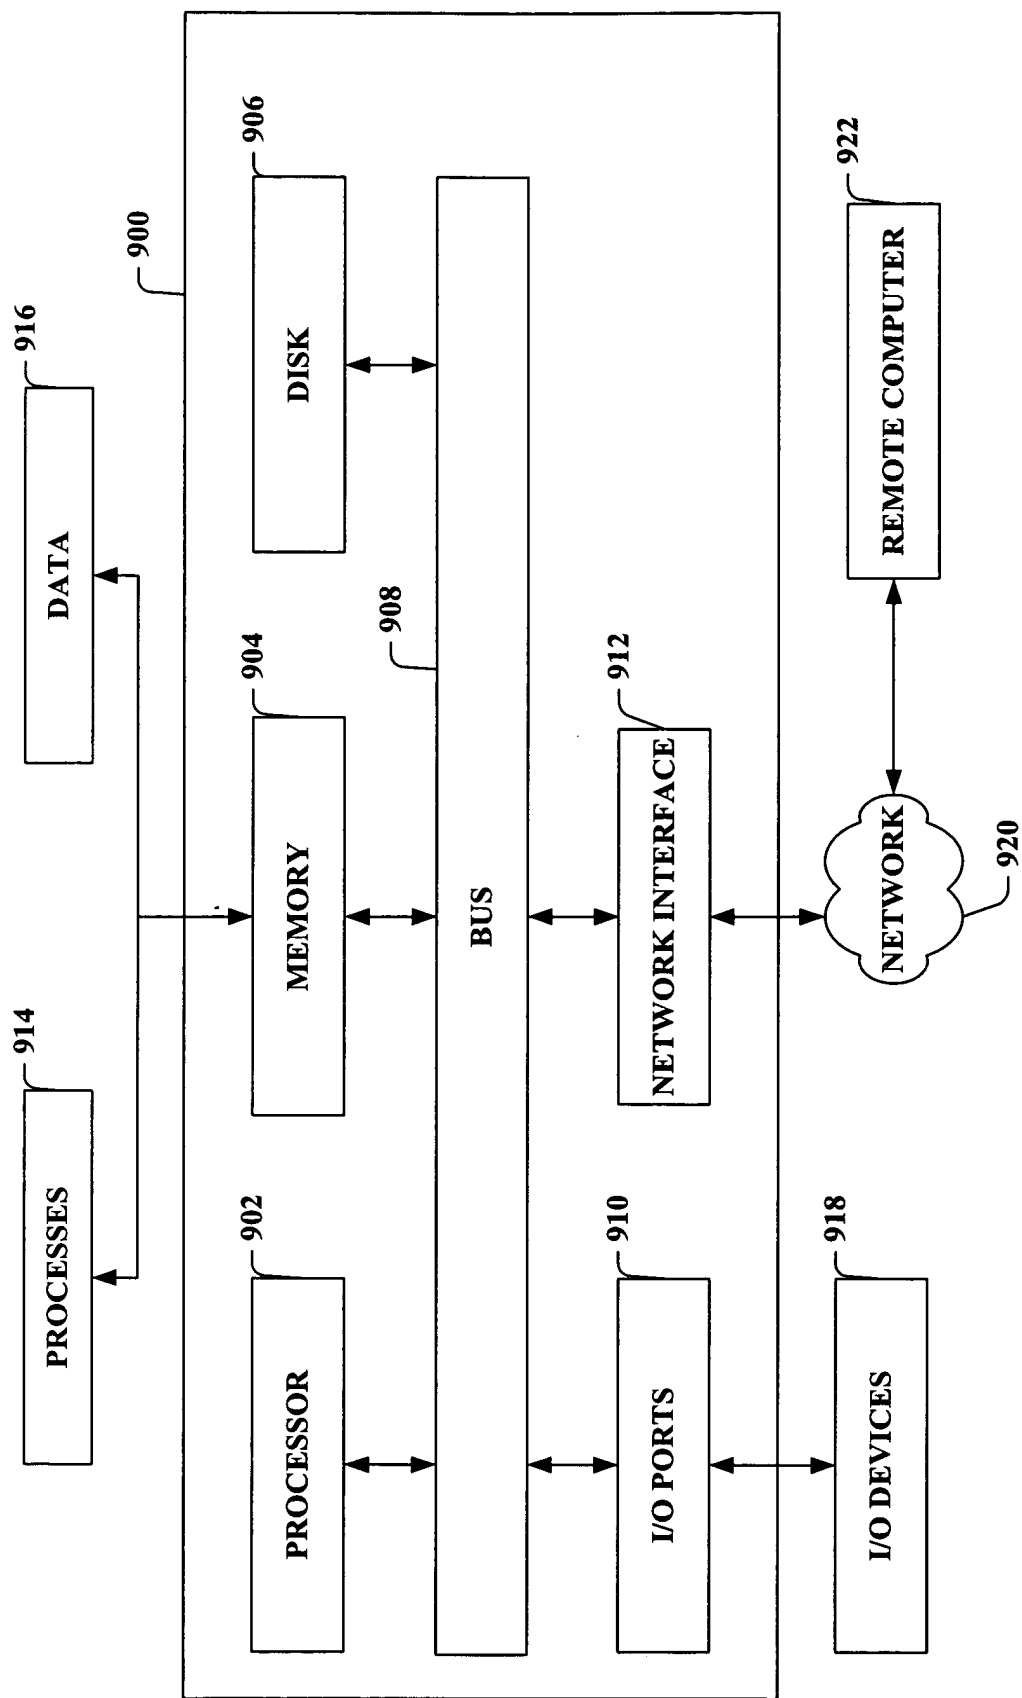 914
PROCESSES
916
DATA
900
902
PROCESSOR
904
MEMORY
906
DISK
908
BUS
910
I/O PORTS
912
NETWORK INTERFACE
918
I/O DEVICES
NETWORK
920
922
REMOTE COMPUTER